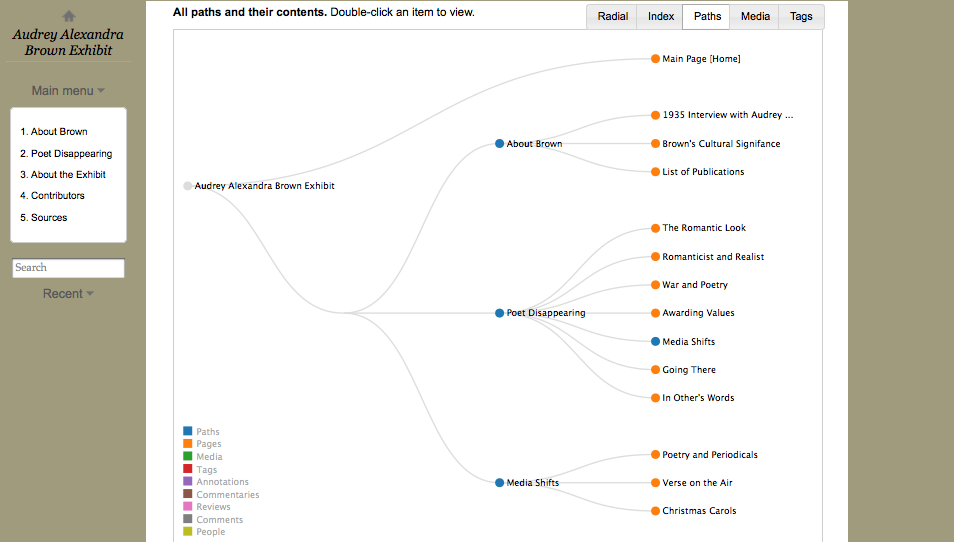 Audrey Alexandra
Brown Exhibit
Main menu
1. About Brown
2. Poet Disappearing
3. About the Exhibit
4. Contributors
5. Sources
Search
Recent
All paths and their contents. Double-click an item to view.
Radial
Index
Paths
Media
Tags
Audrey Alexandra Brown Exhibit
Main Page [Home]
About Brown
1935 Interview with Audrey ...
Brown's Cultural Signifance
List of Publications
Poet Disappearing
The Romantic Look
Romanticist and Realist
War and Poetry
Awarding Values
Media Shifts
Going There
In Other's Words
Media Shifts
Poetry and Periodicals
Verse on the Air
Christmas Carols
Paths
Pages
Media
Tags
Annotations
Commentaries
Reviews
Comments
People